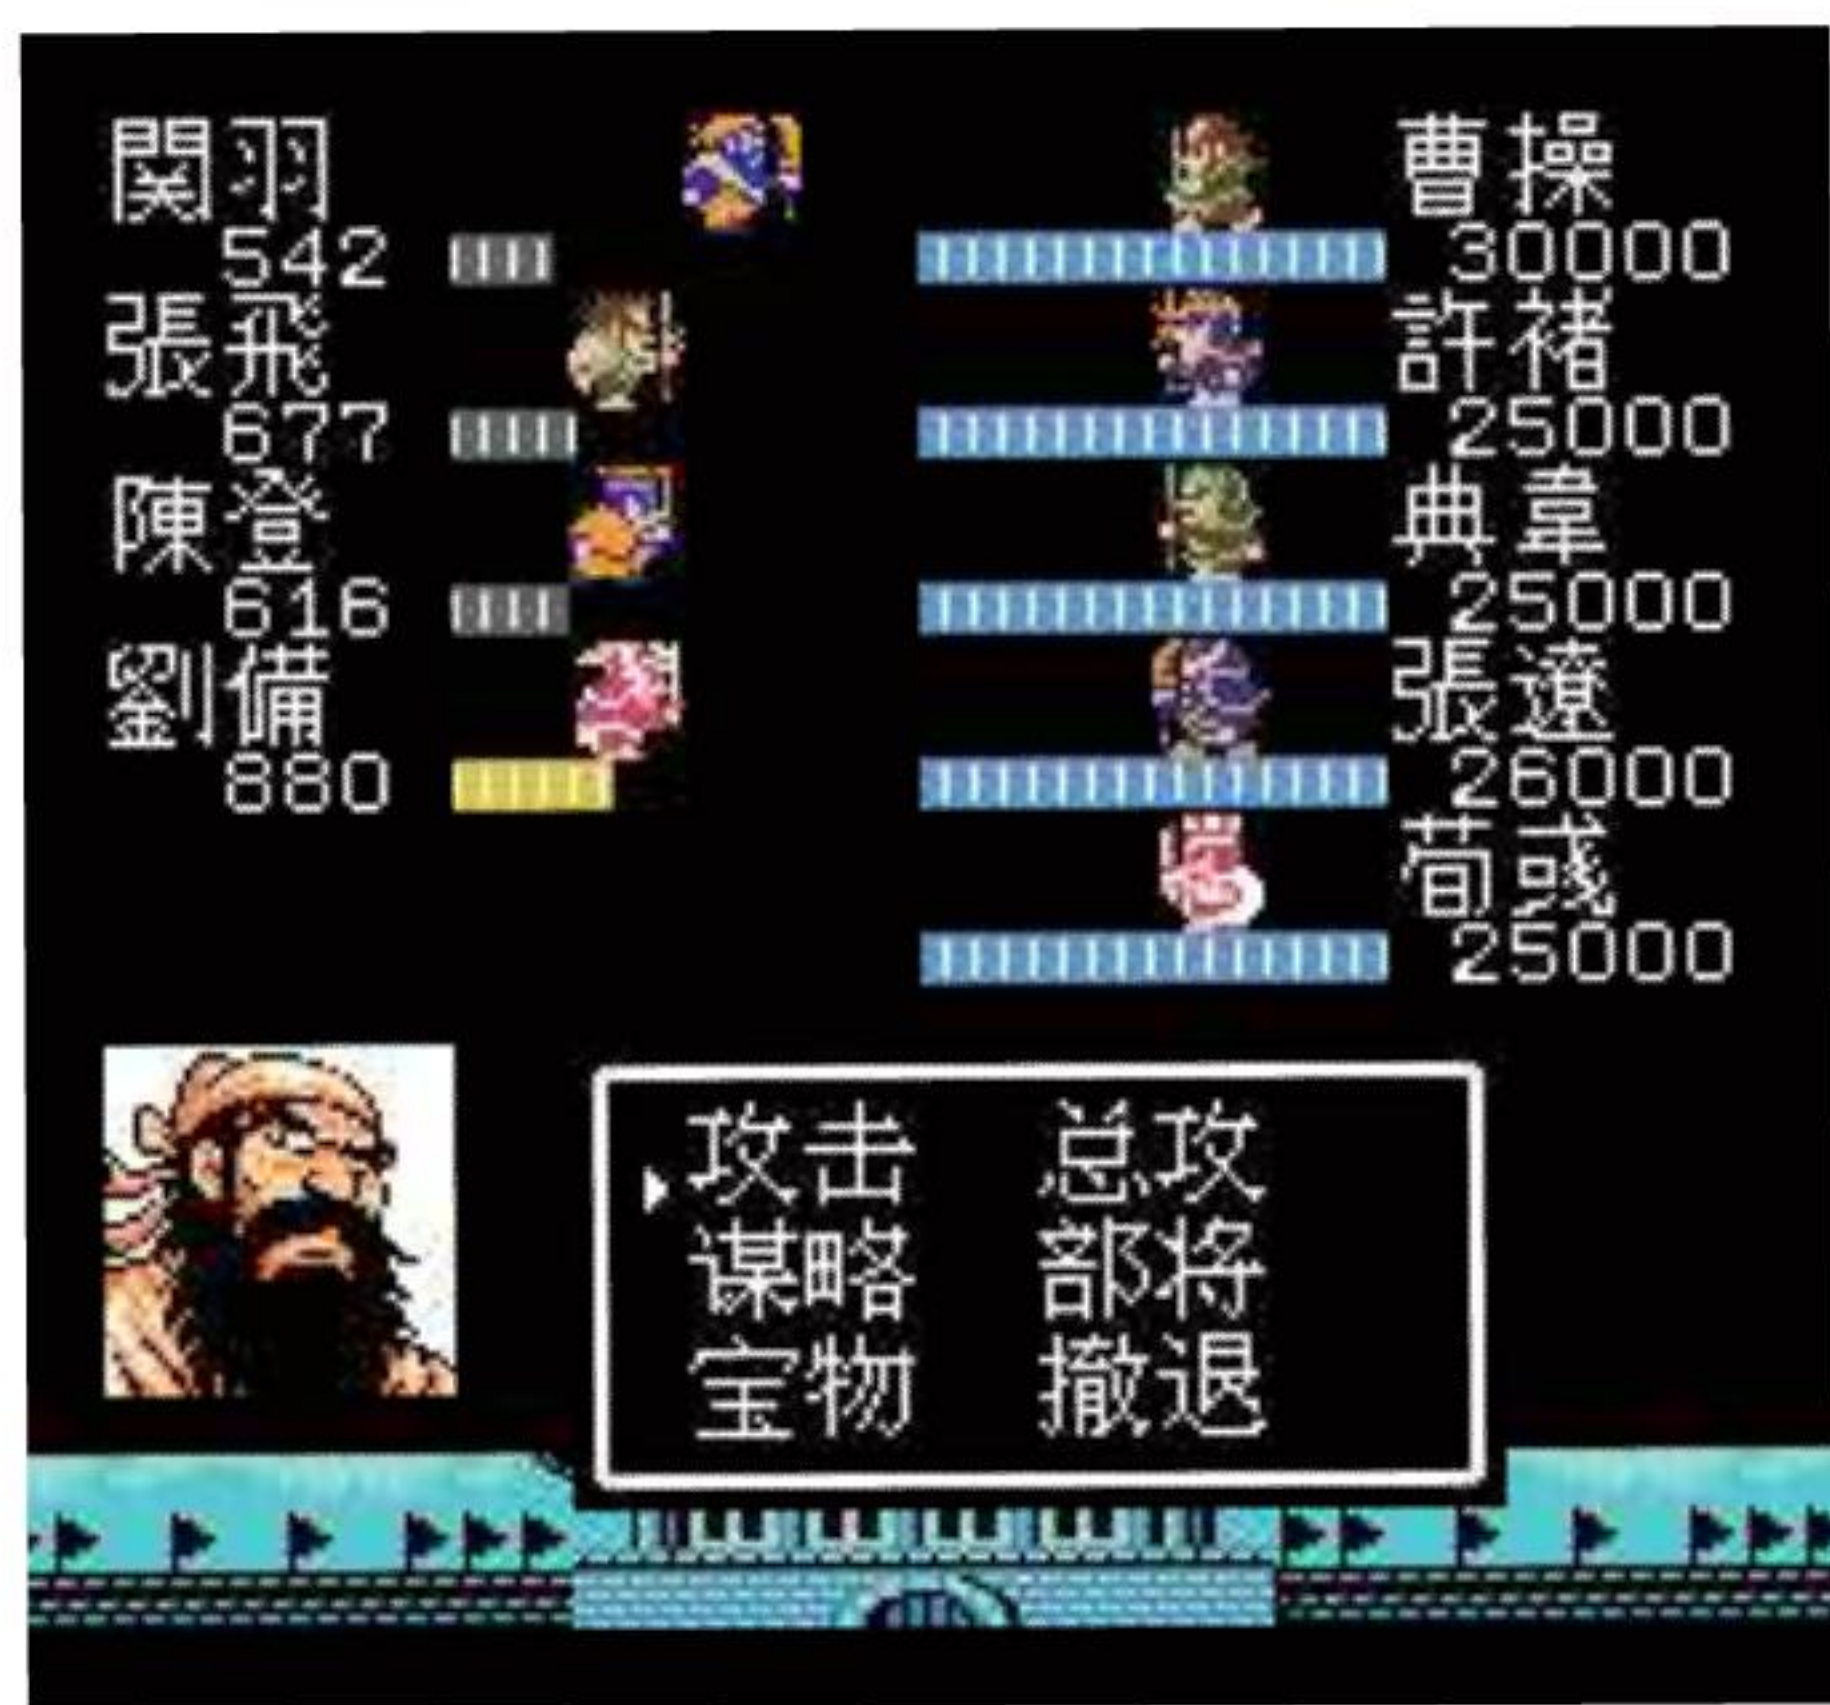 関羽
542
張飛
677
陳登
616
劉備
880
曹操
30000
許褚
25000
典韋
25000
張遼
26000
荀彧
25000
攻击 总攻
谋略 部将
宝物 撤退